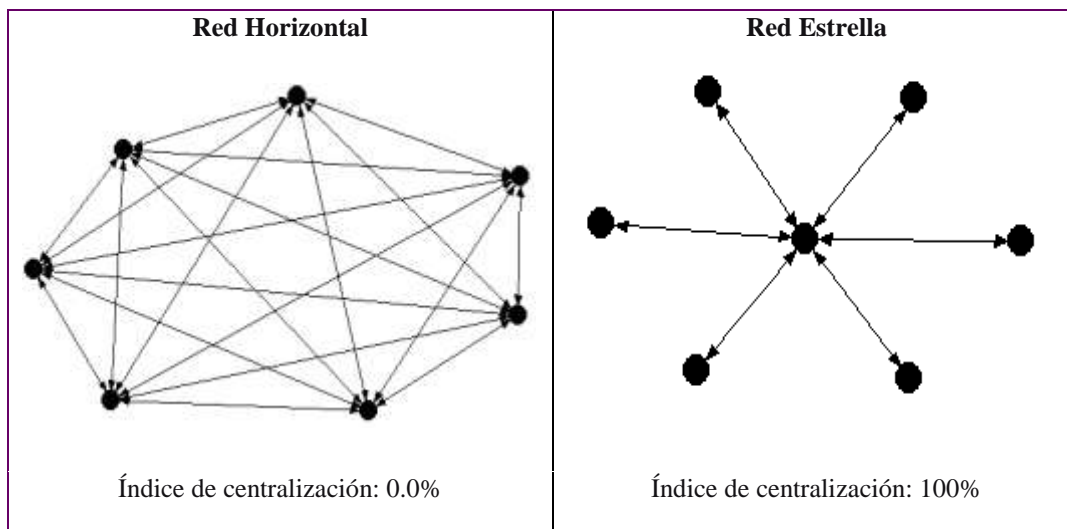 Red Horizontal
Red Estrella
Índice de centralización: 0.0%
Índice de centralización: 100%